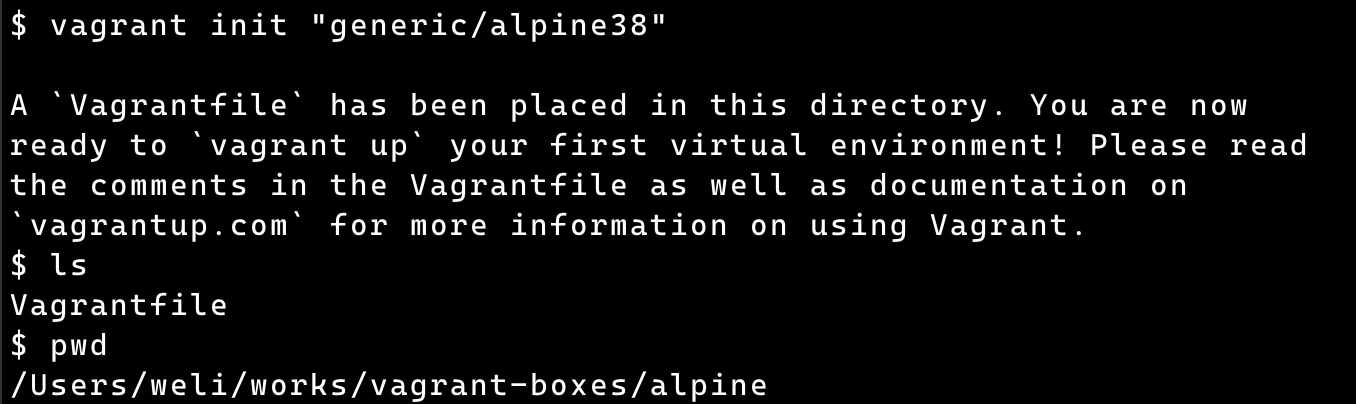 $ vagrant init "generic/alpine38"
A `Vagrantfile` has been placed in this directory. You are now
ready to `vagrant up` your first virtual environment! Please read
the comments in the Vagrantfile as well as documentation on
`vagrantup.com` for more information on using Vagrant.
$ ls
Vagrantfile
$ pwd
/Users/weli/works/vagrant-boxes/alpine